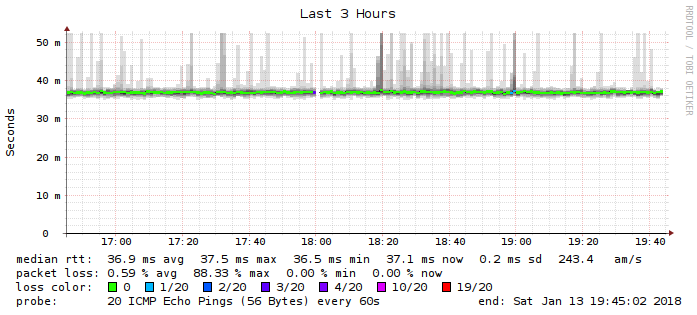 Last 3 Hours
RRDTOOL / TOBI OETIKER
Seconds
50 m
40 m
30 m
20 m
10 m
0
17:00 17:20 17:40 18:00 18:20 18:40 19:00 19:20 19:40
median rtt: 36.9 ms avg 37.5 ms max 36.5 ms min 37.1 ms now 0.2 ms sd 243.4 am/s
packet loss: 0.59 % avg 88.33 % max 0.00 % min 0.00 % now
loss color: 0 1/20 2/20 3/20 4/20 10/20 19/20
probe: 20 ICMP Echo Pings (56 Bytes) every 60s end: Sat Jan 13 19:45:02 2018